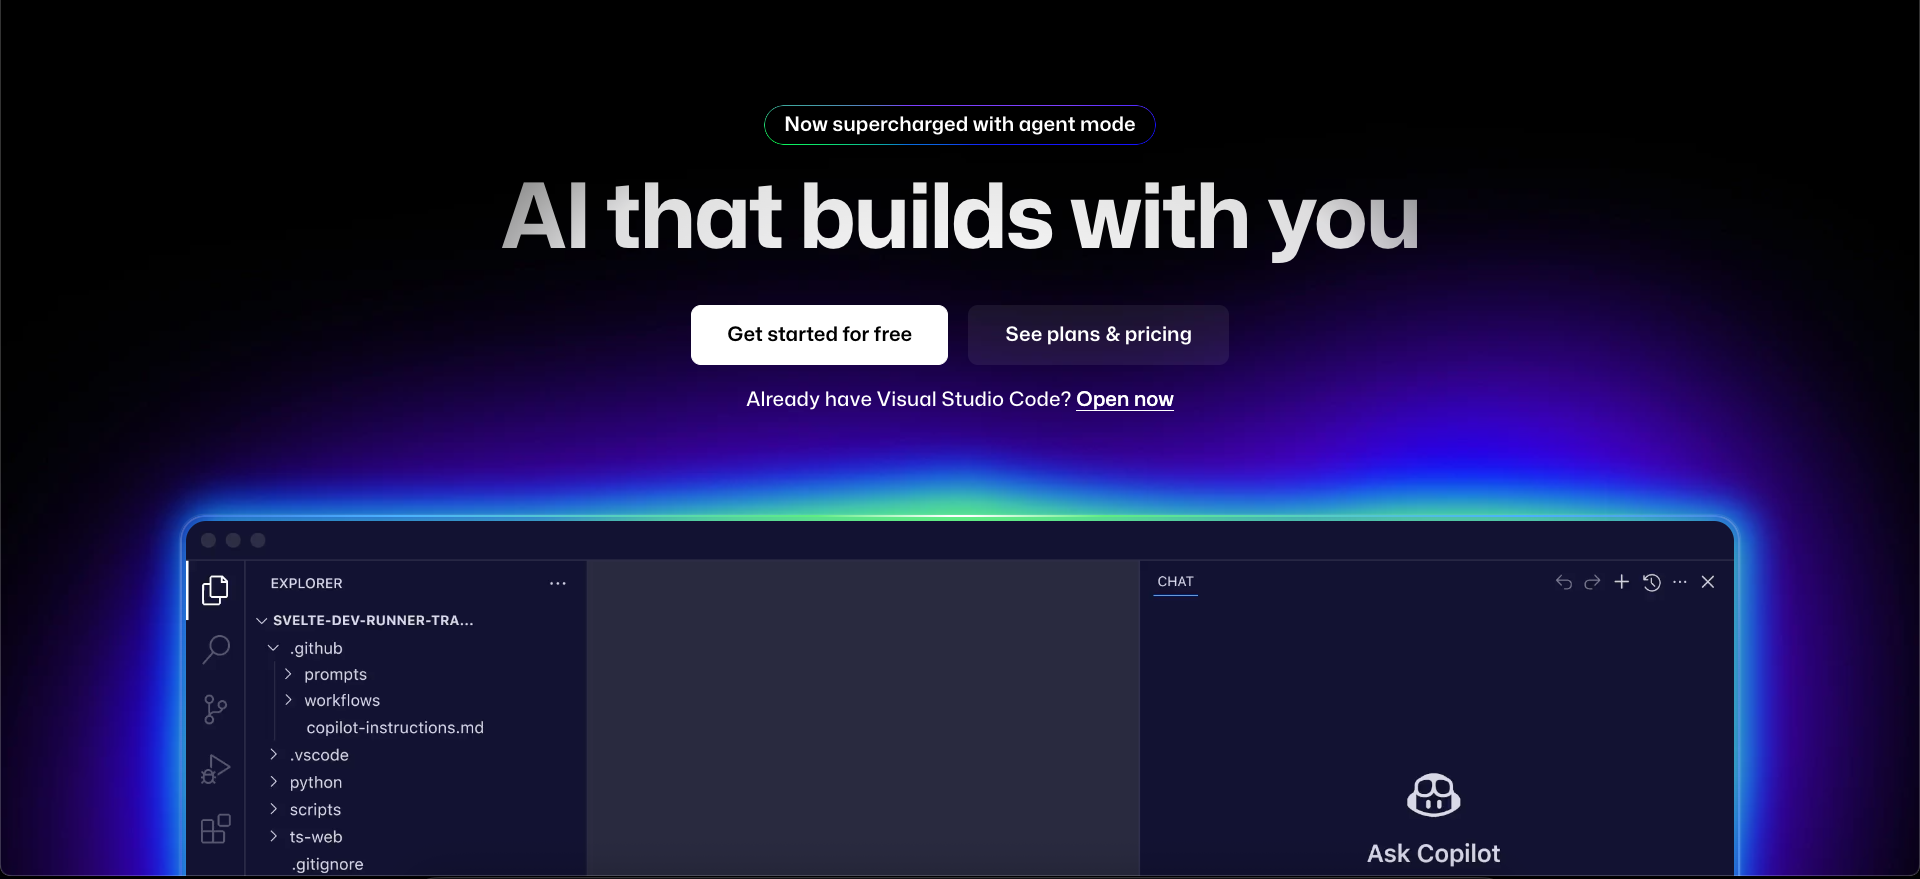 Now supercharged with agent mode
AI that builds with you
Get started for free
See plans & pricing
Already have Visual Studio Code? Open now
EXPLORER
SVELTE-DEV-RUNNER-TRA...
.github
prompts
workflows
copilot-instructions.md
.vscode
python
scripts
ts-web
.gitignore
CHAT
Ask Copilot